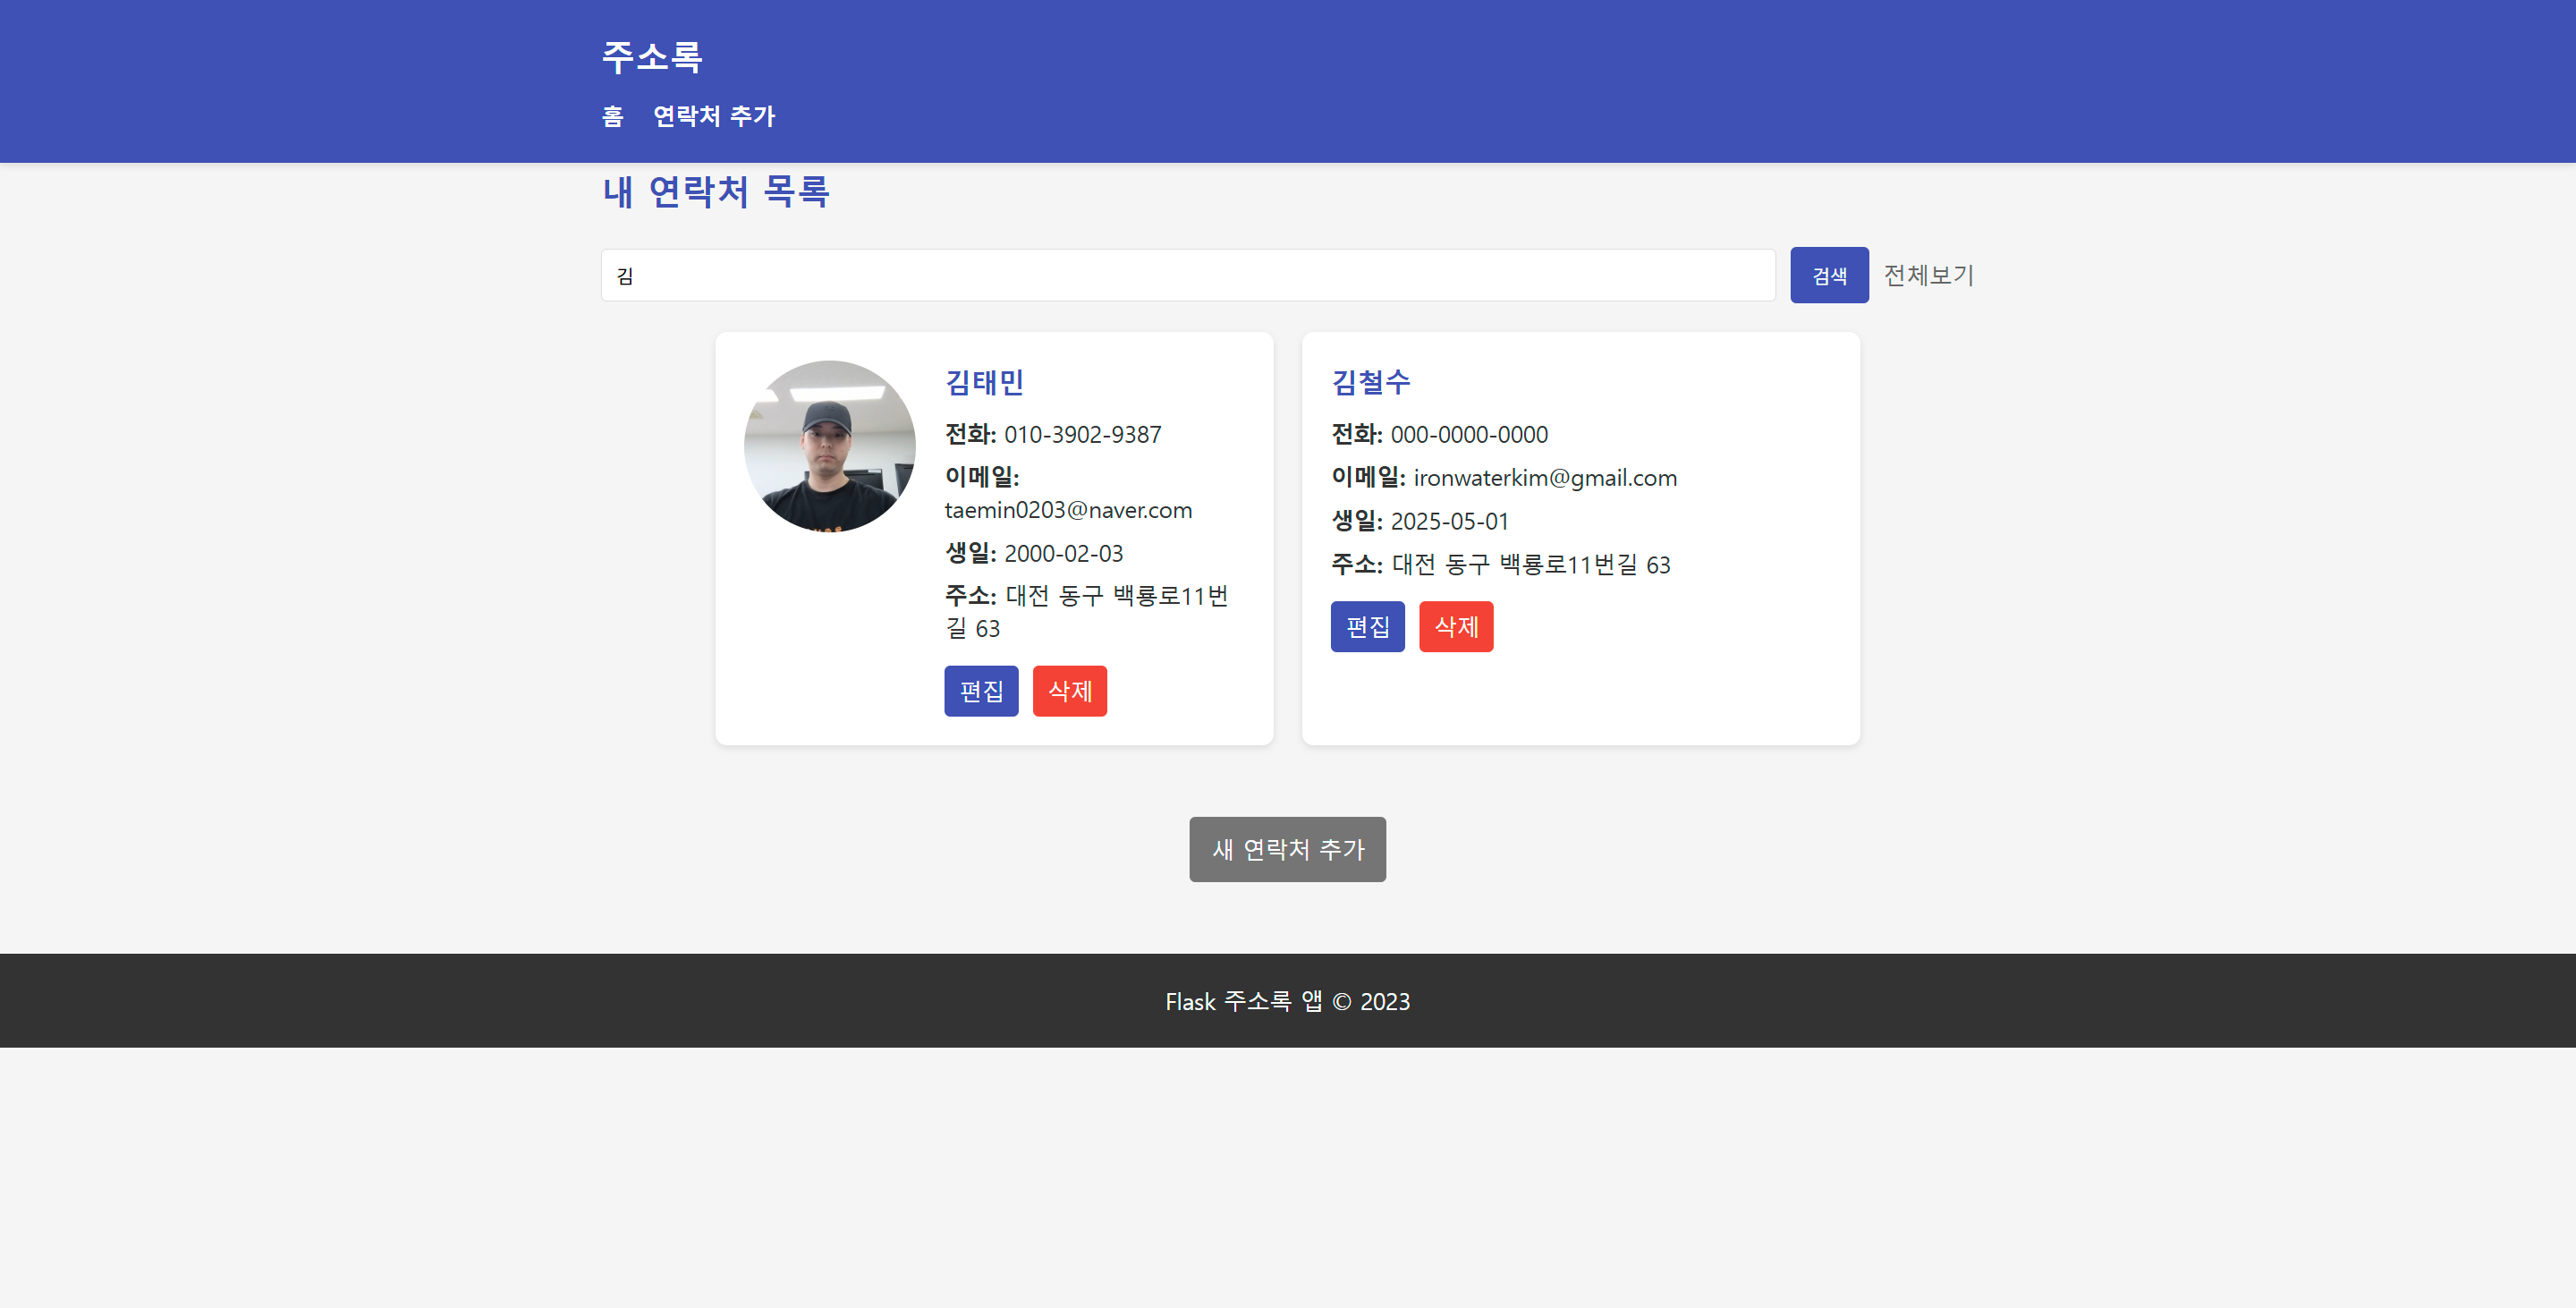 주소록
홈 연락처 추가
내 연락처 목록
김 검색 전체보기
김태민
전화: 010-3902-9387
이메일:
taemin0203@naver.com
생일: 2000-02-03
주소: 대전 동구 백룡로11번
길 63
편집 삭제
김철수
전화: 000-0000-0000
이메일: ironwaterkim@gmail.com
생일: 2025-05-01
주소: 대전 동구 백룡로11번길 63
편집 삭제
새 연락처 추가
Flask 주소록 앱 © 2023